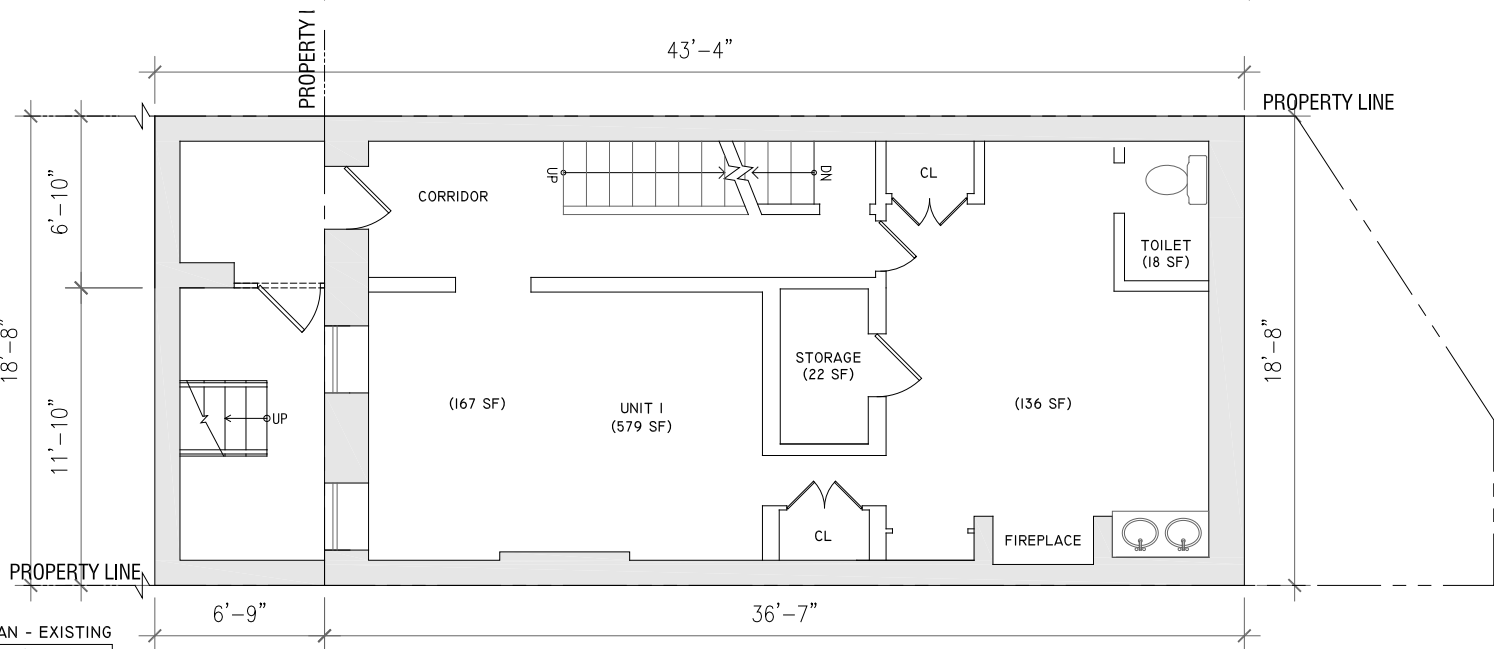 43'-4"
PROPERTY LINE
6'-10"
CORRIDOR
UP
DN
CL
TOILET
(18 SF)
18'-8"
11'-10"
STORAGE
(22 SF)
(167 SF)
UNIT 1
(579 SF)
(136 SF)
18'-8"
UP
CL
FIREPLACE
PROPERTY LINE
6'-9"
36'-7"
- EXISTING